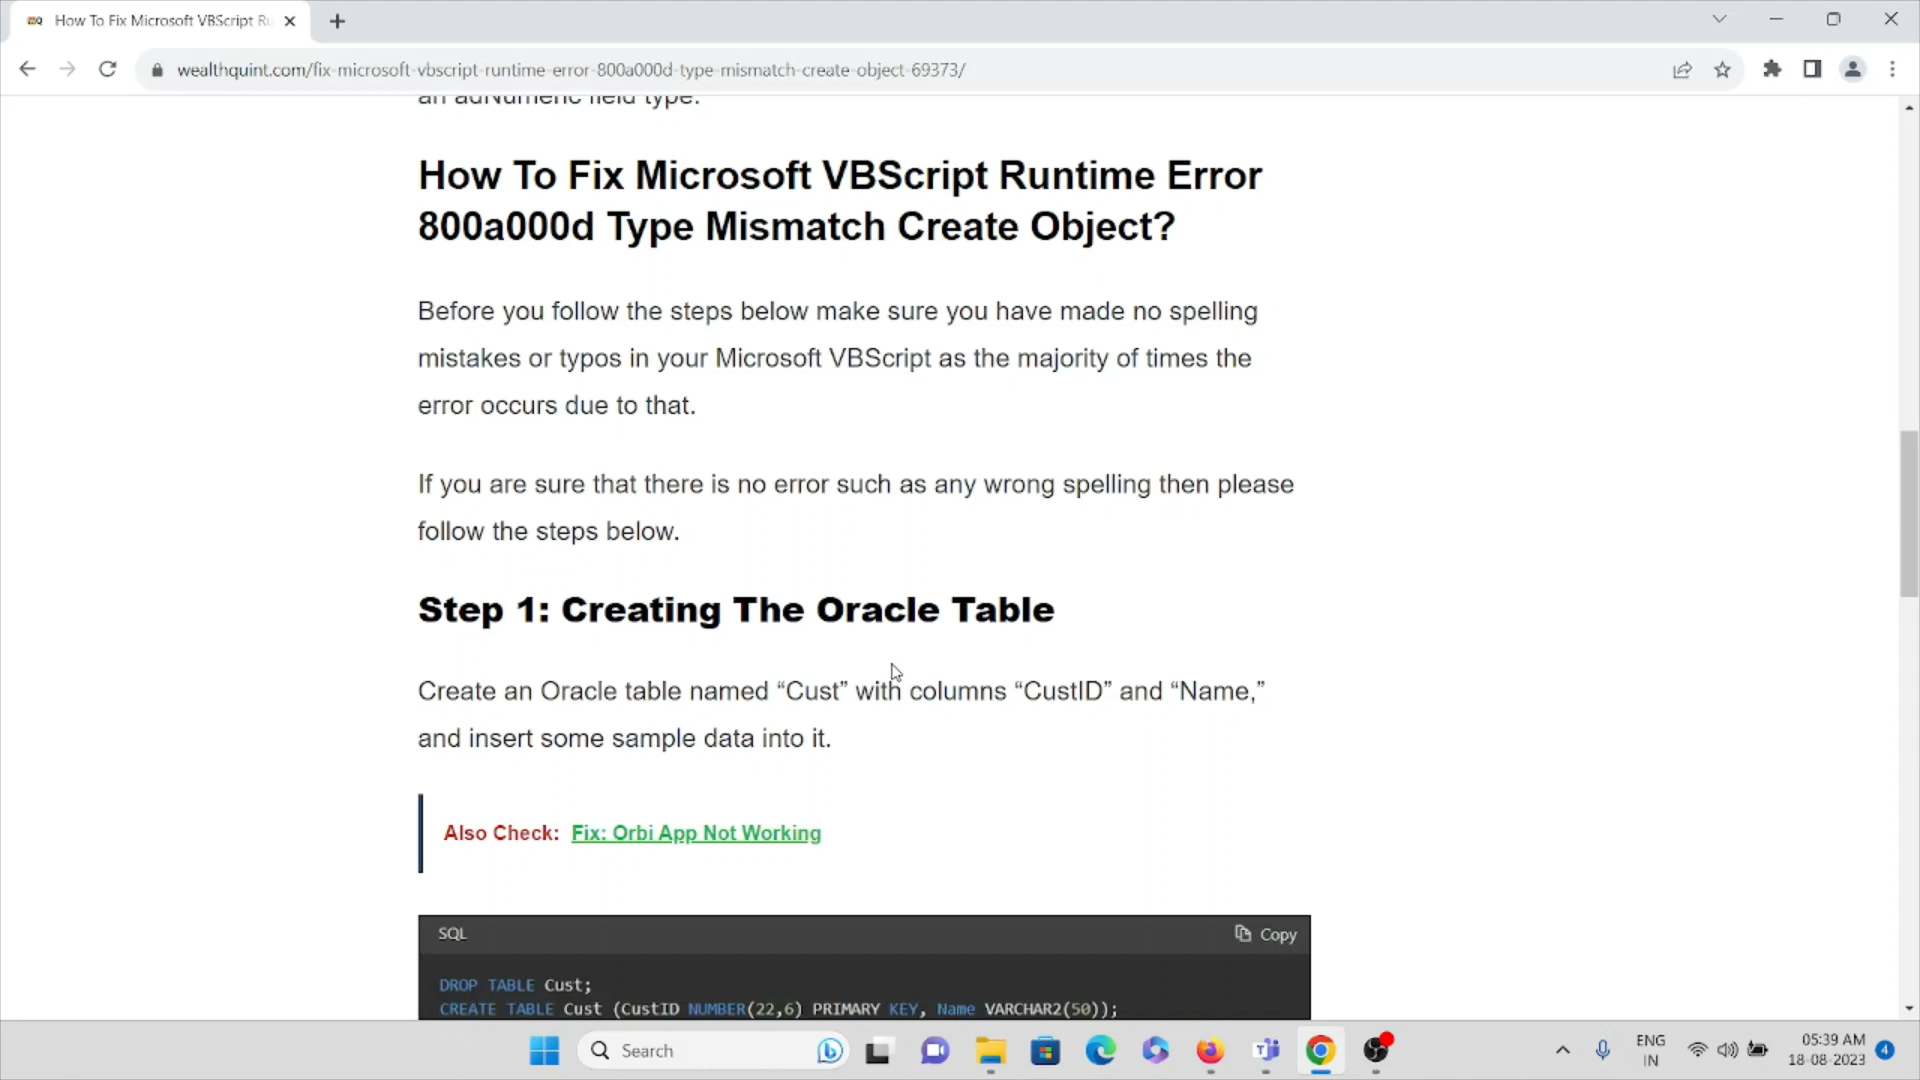 How To Fix Microsoft VBScript Ru
wealthquint.com/fix-microsoft-vbscript-runtime-error-800a000d-type-mismatch-create-object-69373/
an adNumeric field type.
How To Fix Microsoft VBScript Runtime Error
800a000d Type Mismatch Create Object?
Before you follow the steps below make sure you have made no spelling
mistakes or typos in your Microsoft VBScript as the majority of times the
error occurs due to that.
If you are sure that there is no error such as any wrong spelling then please
follow the steps below.
Step 1: Creating The Oracle Table
Create an Oracle table named “Cust” with columns “CustID” and “Name,”
and insert some sample data into it.
Also Check: Fix: Orbi App Not Working
SQL Copy
DROP TABLE Cust;
CREATE TABLE Cust (CustID NUMBER(22,6) PRIMARY KEY, Name VARCHAR2(50));
Search
ENG
IN
05:39 AM
18-08-2023
4